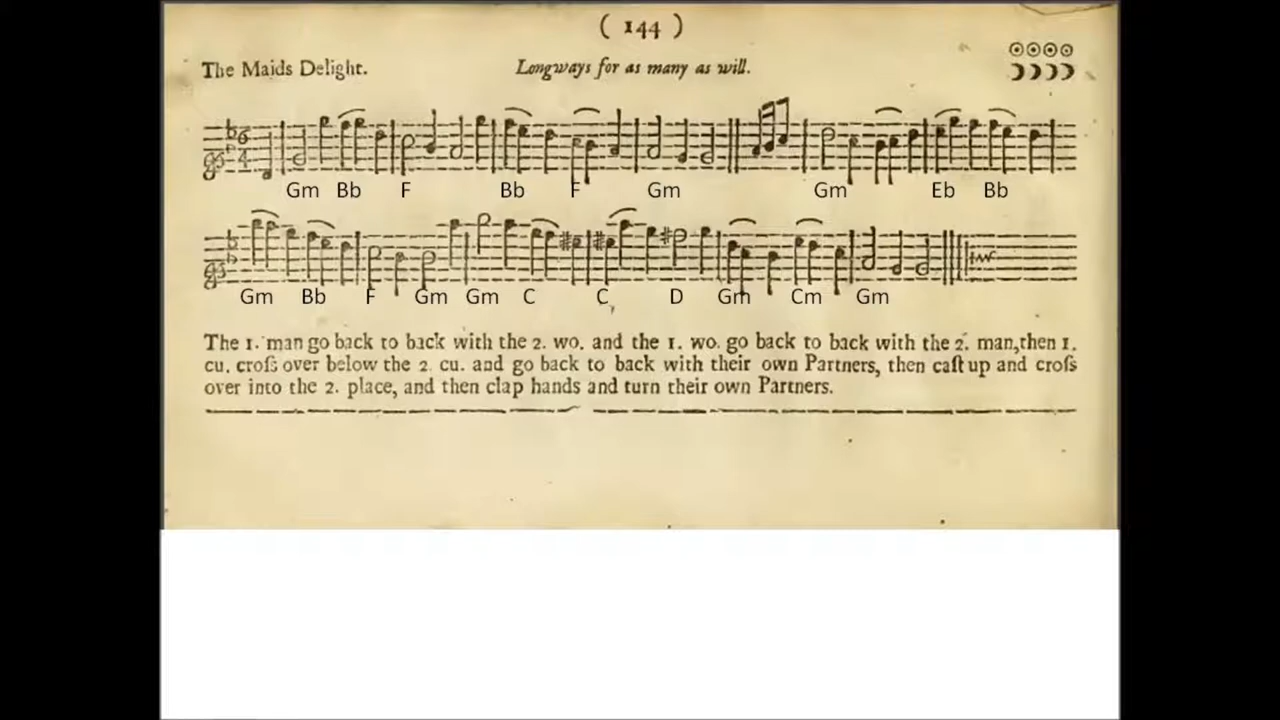 ( 144 )
The Maids Delight. Longways for as many as will.
6
4
Gm Bb F Bb F Gm Gm Eb Bb
Gm Bb F Gm Gm C C D Gm Cm Gm
The 1. man go back to back with the 2. wo. and the 1. wo. go back to back with the 2. man, then 1.
cu. croſs over below the 2. cu. and go back to back with their own Partners, then caſt up and croſs
over into the 2. place, and then clap hands and turn their own Partners.